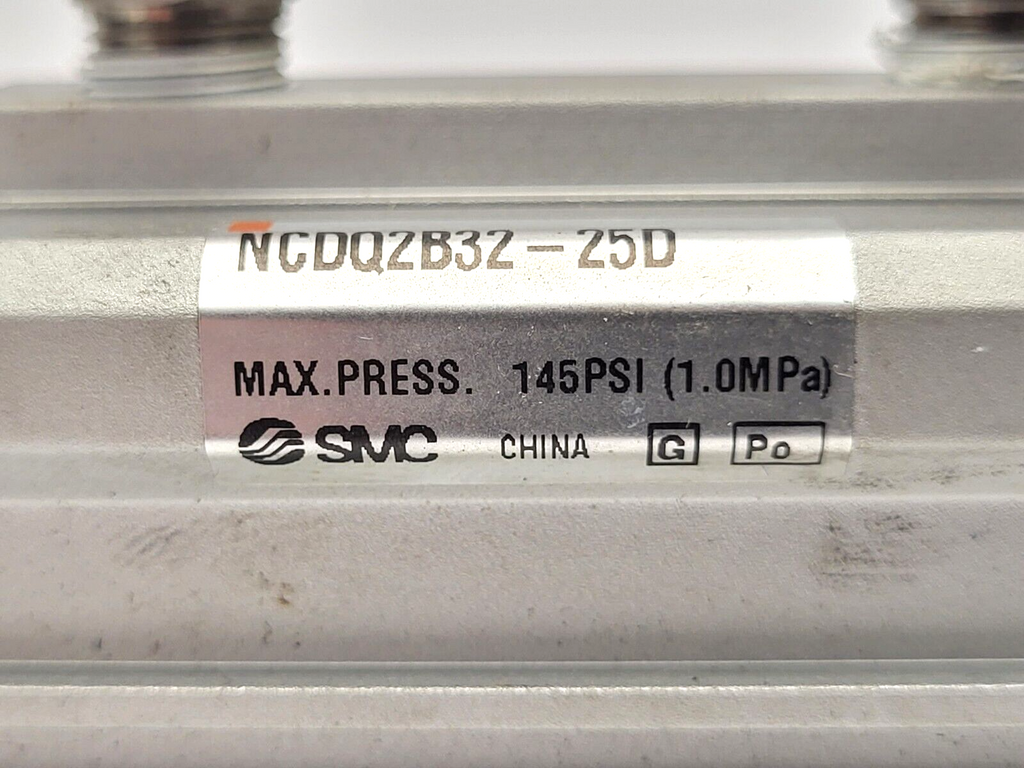 NCDQ2B32-25D
MAX.PRESS. 145PSI (1.0MPa)
SMC CHINA G Po